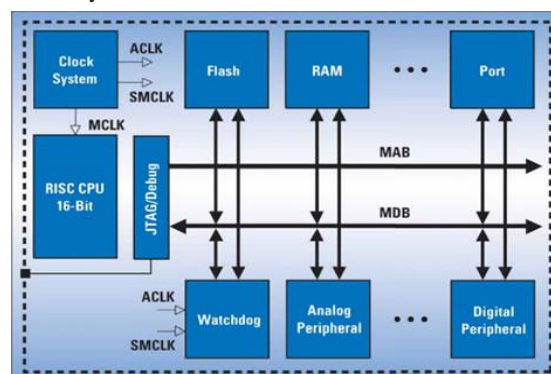 Clock
System
ACLK
SMCLK
MCLK
Flash
RAM
Port
RISC CPU
16-Bit
JTAG/Debug
MAB
MDB
ACLK
SMCLK
Watchdog
Analog
Peripheral
Digital
Peripheral